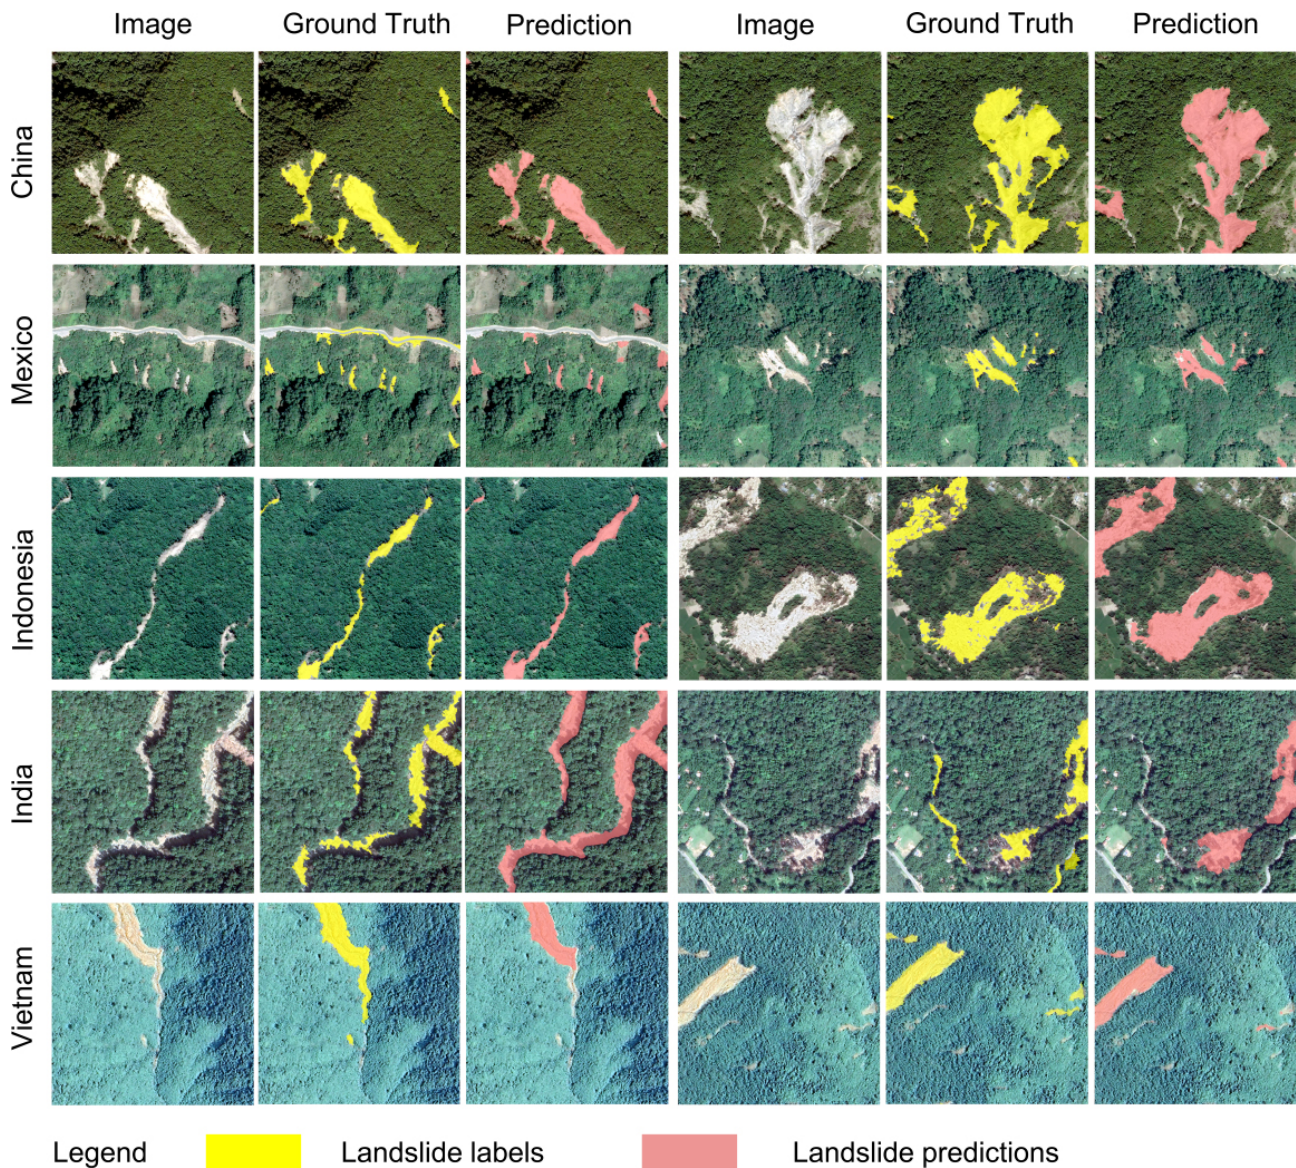 Image Ground Truth Prediction Image Ground Truth Prediction
China
Mexico
Indonesia
India
Vietnam
Legend Landslide labels Landslide predictions